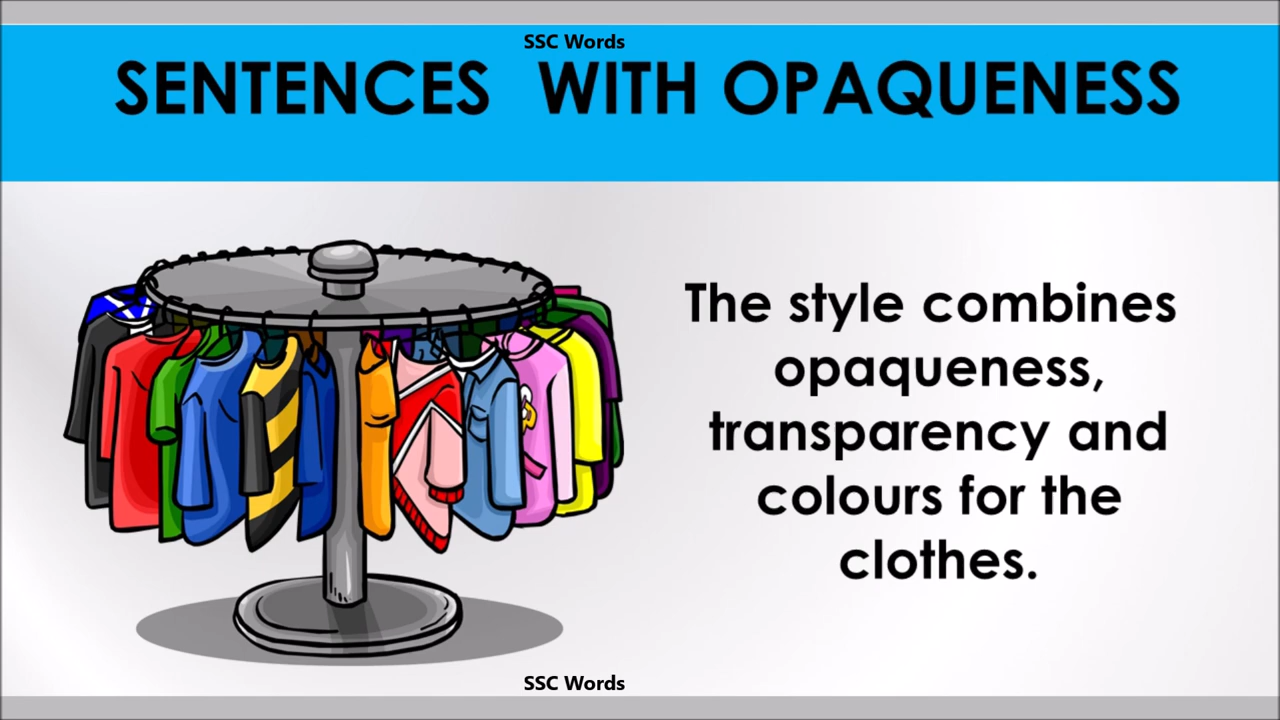 SSC Words
SENTENCES WITH OPAQUENESS
The style combines
opaqueness,
transparency and
colours for the
clothes.
SSC Words